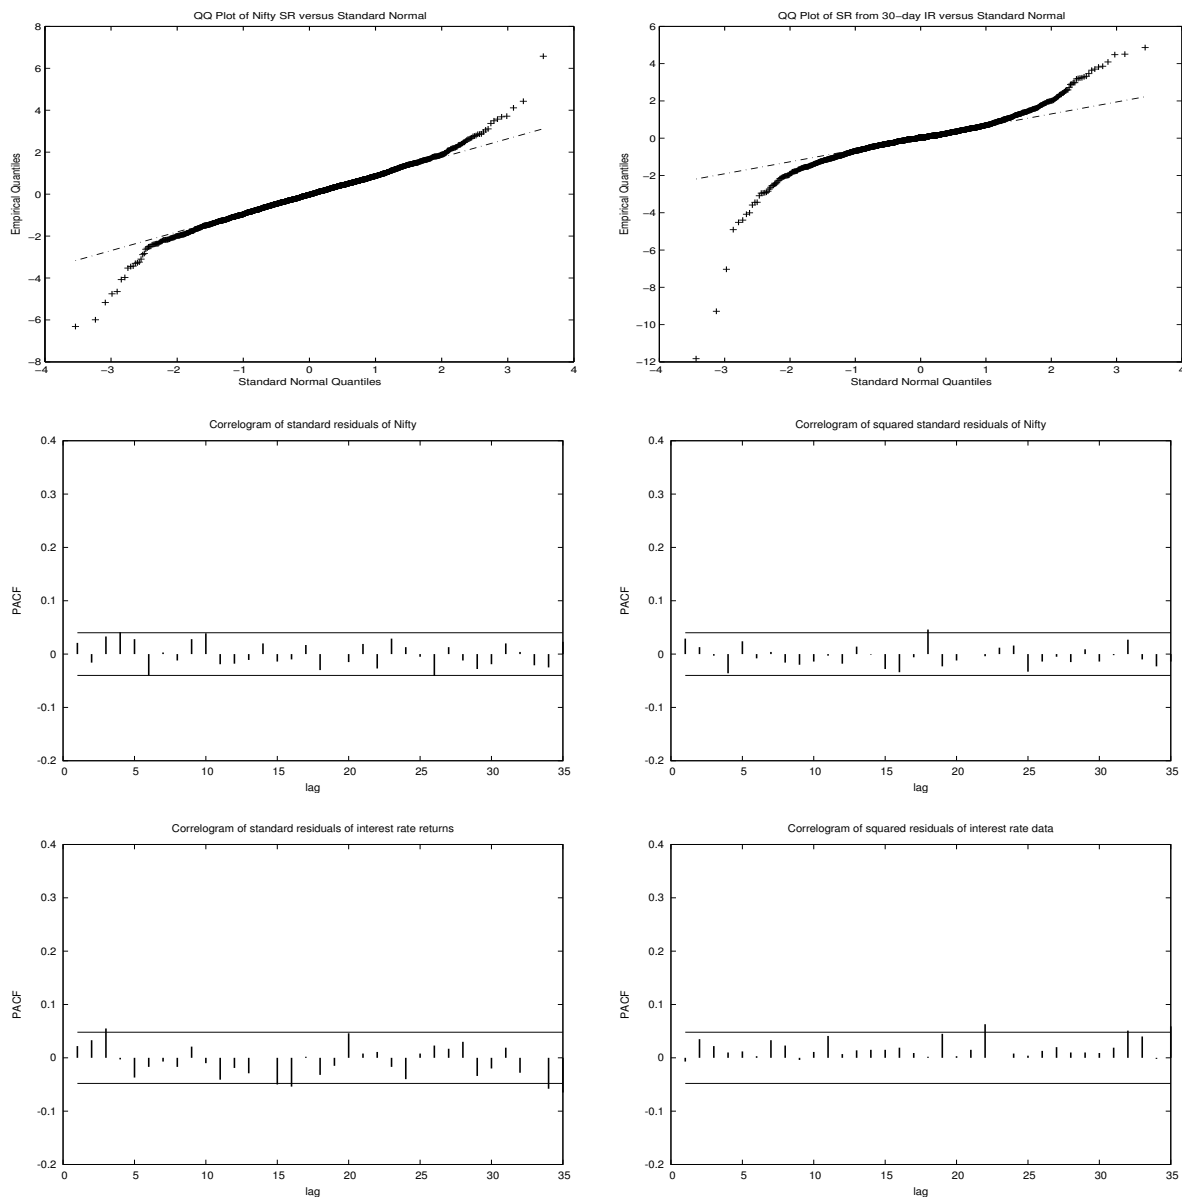 QQ Plot of Nifty SR versus Standard Normal
8
6
4
2
0
−2
−4
−6
−8
Empirical Quantiles
−4 −3 −2 −1 0 1 2 3 4
Standard Normal Quantiles
QQ Plot of SR from 30−day IR versus Standard Normal
6
4
2
0
−2
−4
−6
−8
−10
−12
Empirical Quantiles
−4 −3 −2 −1 0 1 2 3 4
Standard Normal Quantiles
Correlogram of standard residuals of Nifty
0.4
0.3
0.2
0.1
0
-0.1
-0.2
PACF
0 5 10 15 20 25 30 35
lag
Correlogram of squared standard residuals of Nifty
0.4
0.3
0.2
0.1
0
-0.1
-0.2
PACF
0 5 10 15 20 25 30 35
lag
Correlogram of standard residuals of interest rate returns
0.4
0.3
0.2
0.1
0
-0.1
-0.2
PACF
0 5 10 15 20 25 30 35
lag
Correlogram of squared residuals of interest rate data
0.4
0.3
0.2
0.1
0
-0.1
-0.2
PACF
0 5 10 15 20 25 30 35
lag